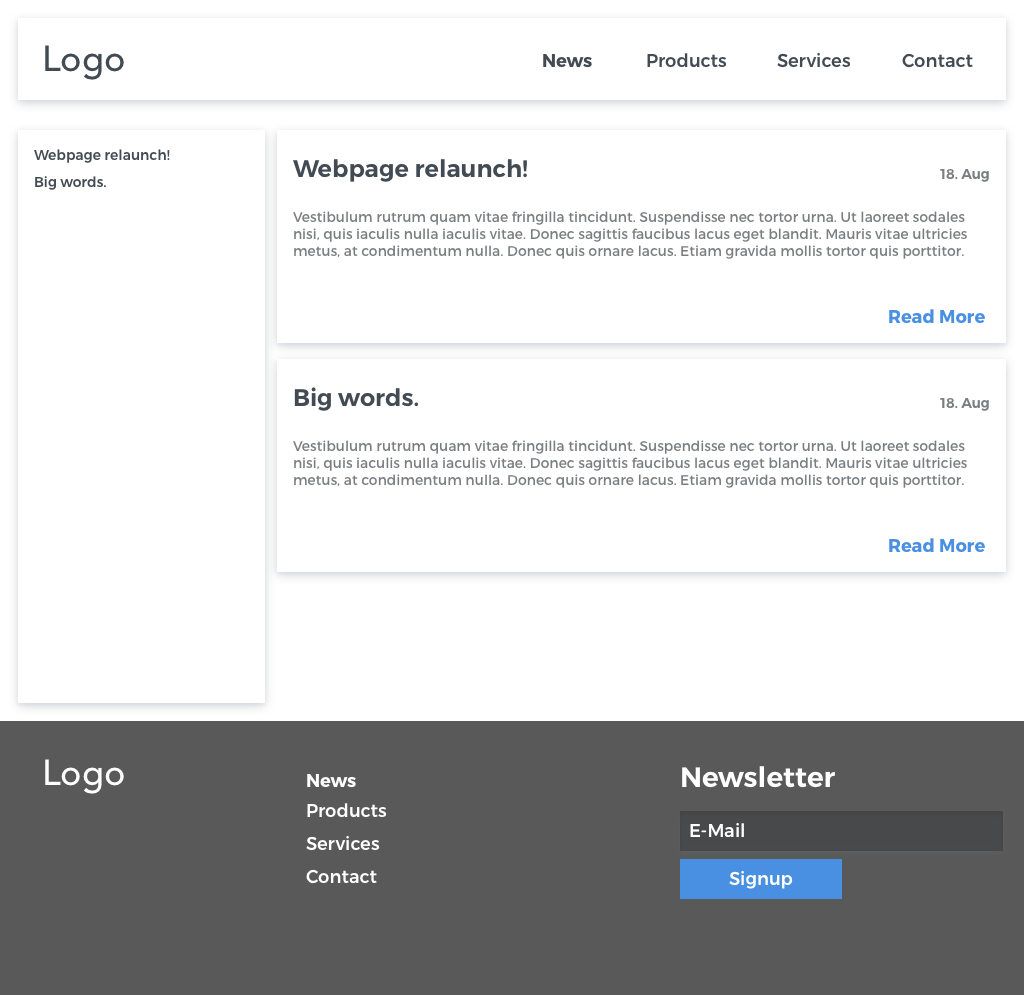 Logo
News
Products
Services
Contact
Webpage relaunch!
Big words.
Webpage relaunch!
18. Aug
Vestibulum rutrum quam vitae fringilla tincidunt. Suspendisse nec tortor urna. Ut laoreet sodales
nisi, quis iaculis nulla iaculis vitae. Donec sagittis faucibus lacus eget blandit. Mauris vitae ultricies
metus, at condimentum nulla. Donec quis ornare lacus. Etiam gravida mollis tortor quis porttitor.
Read More
Big words.
18. Aug
Vestibulum rutrum quam vitae fringilla tincidunt. Suspendisse nec tortor urna. Ut laoreet sodales
nisi, quis iaculis nulla iaculis vitae. Donec sagittis faucibus lacus eget blandit. Mauris vitae ultricies
metus, at condimentum nulla. Donec quis ornare lacus. Etiam gravida mollis tortor quis porttitor.
Read More
Logo
News
Products
Services
Contact
Newsletter
E-Mail
Signup